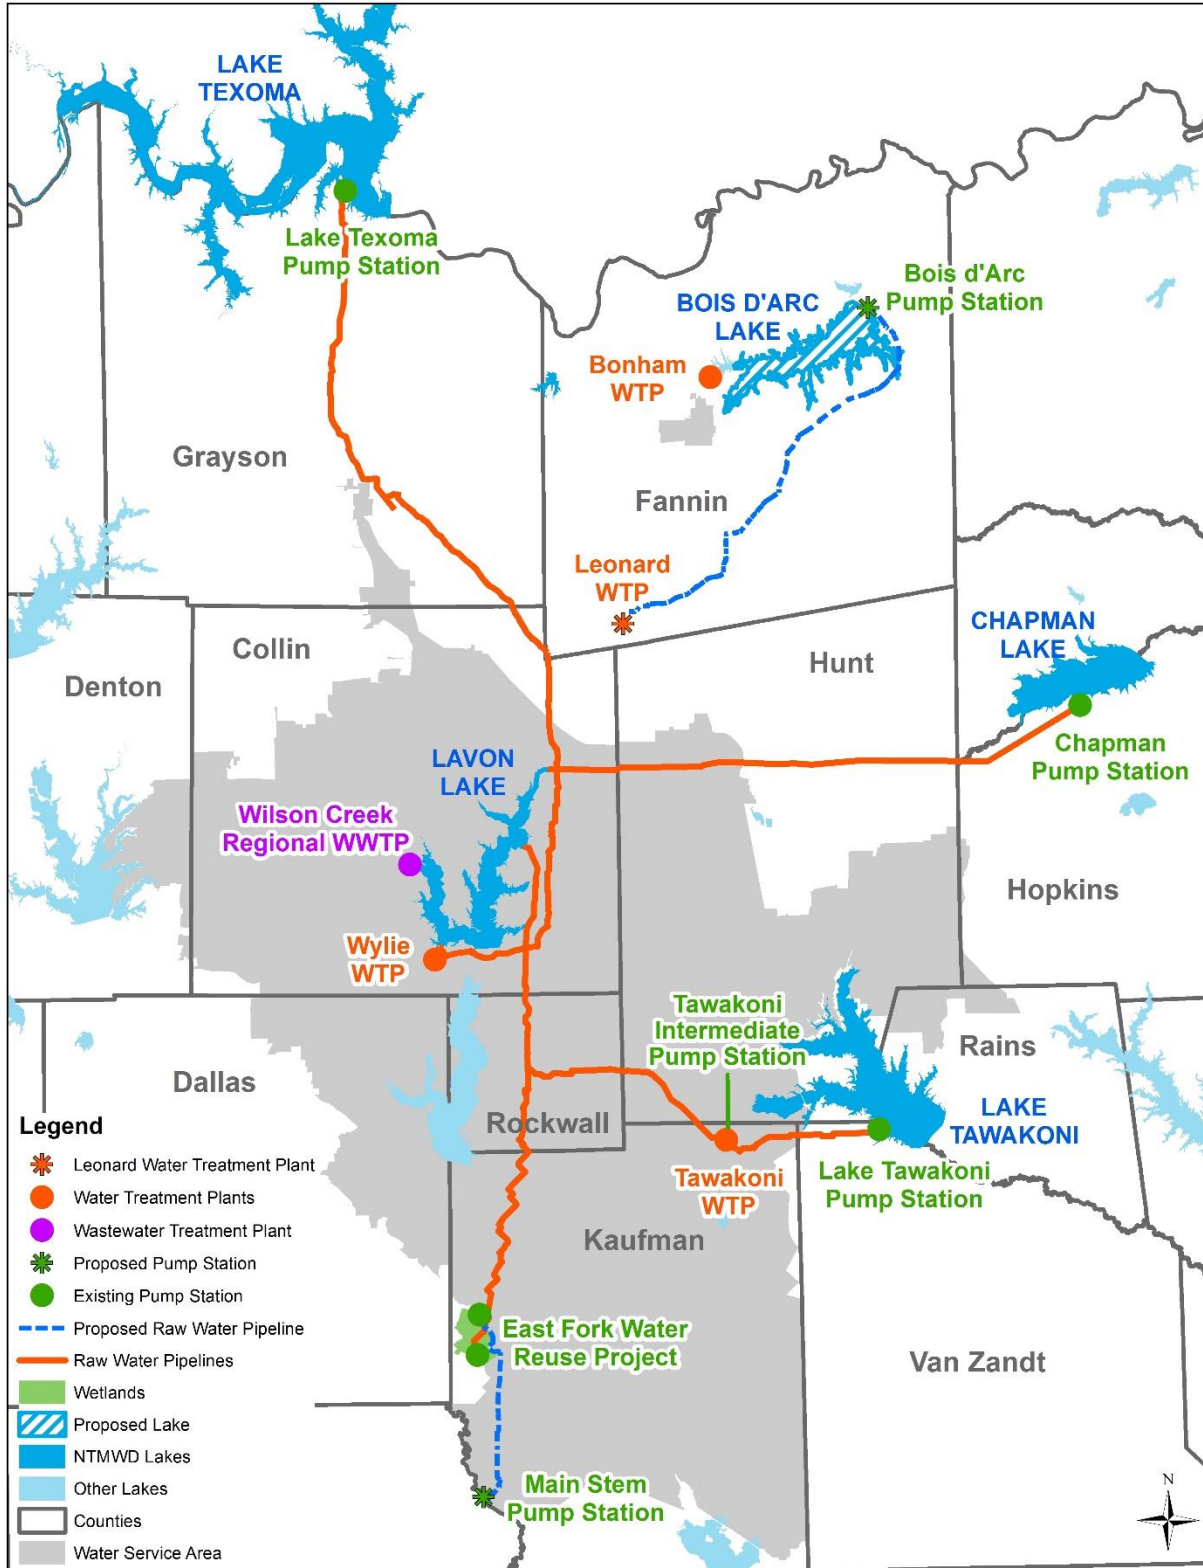 LAKE
TEXOMA
Lake Texoma
Pump Station
Bois d'Arc
Pump Station
BOIS D'ARC
LAKE
Bonham
WTP
Grayson
Fannin
Leonard
WTP
Collin
Denton
Hunt
CHAPMAN
LAKE
Chapman
Pump Station
LAVON
LAKE
Wilson Creek
Regional WWTP
Hopkins
Wylie
WTP
Tawakoni
Intermediate
Pump Station
Rains
Dallas
Rockwall
LAKE
TAWAKONI
Tawakoni
WTP
Lake Tawakoni
Pump Station
Kaufman
East Fork Water
Reuse Project
Van Zandt
Main Stem
Pump Station
Legend
Leonard Water Treatment Plant
Water Treatment Plants
Wastewater Treatment Plant
Proposed Pump Station
Existing Pump Station
Proposed Raw Water Pipeline
Raw Water Pipelines
Wetlands
Proposed Lake
NTMWD Lakes
Other Lakes
Counties
Water Service Area
N